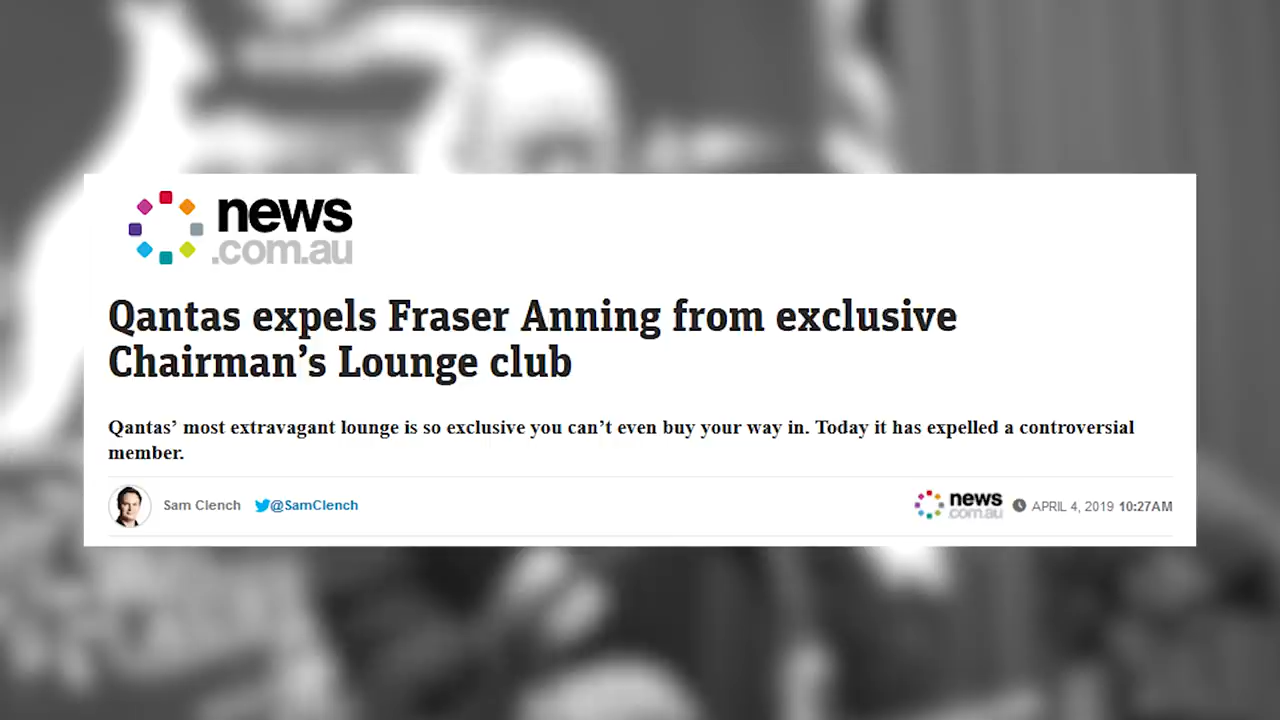 news
.com.au
Qantas expels Fraser Anning from exclusive
Chairman’s Lounge club
Qantas’ most extravagant lounge is so exclusive you can’t even buy your way in. Today it has expelled a controversial
member.
Sam Clench @SamClench
news
.com.au
APRIL 4, 2019 10:27AM